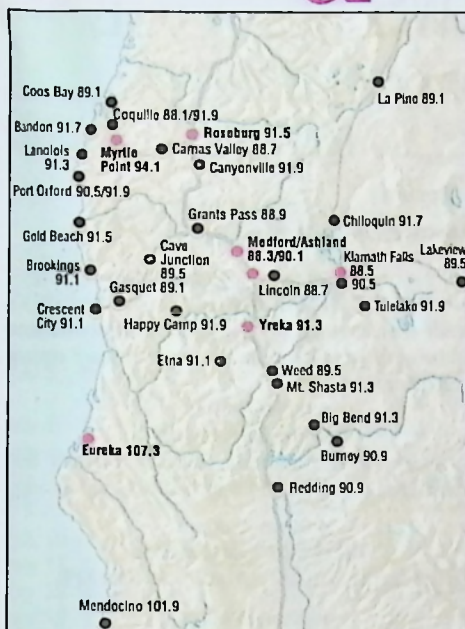 Coos Bay 89.1
La Pine 89.1
Coquille 88.1/91.9
Bandon 91.7
Roseburg 91.5
Myrtle
Point 94.1
Camas Valley 88.7
Langlois
91.3
Canyonville 91.9
Port Orford 90.5/91.9
Grants Pass 88.9
Chiloquin 91.7
Gold Beach 91.5
Cave
Junction
89.5
Medford/Ashland
88.3/90.1
Klamath Falls
88.5
90.5
Lakeview
89.5
Brookings
91.1
Gasquet 89.1
Lincoln 88.7
Crescent
City 91.1
Happy Camp 91.9
Tulelake 91.9
Yreka 91.3
Etna 91.1
Weed 89.5
Mt. Shasta 91.3
Big Bend 91.3
Eureka 107.3
Burney 90.9
Redding 90.9
Mendocino 101.9